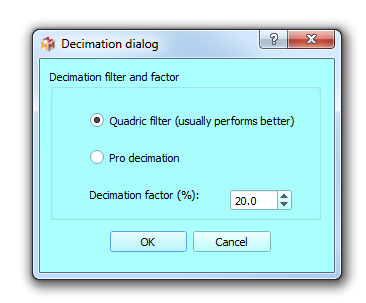 Decimation dialog
Decimation filter and factor
Quadric filter (usually performs better)
Pro decimation
Decimation factor (%): 20.0
OK Cancel